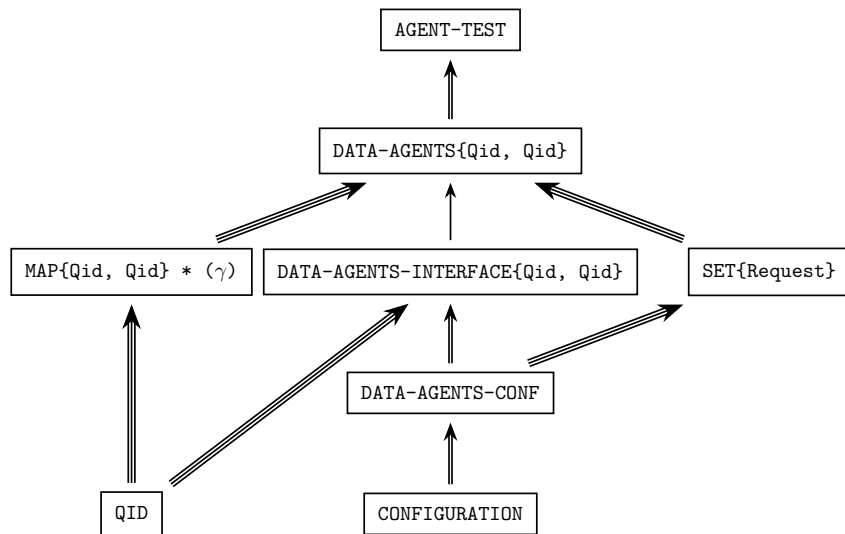 AGENT-TEST
DATA-AGENTS{Qid, Qid}
MAP{Qid, Qid} * (γ)
DATA-AGENTS-INTERFACE{Qid, Qid}
SET{Request}
DATA-AGENTS-CONF
QID
CONFIGURATION